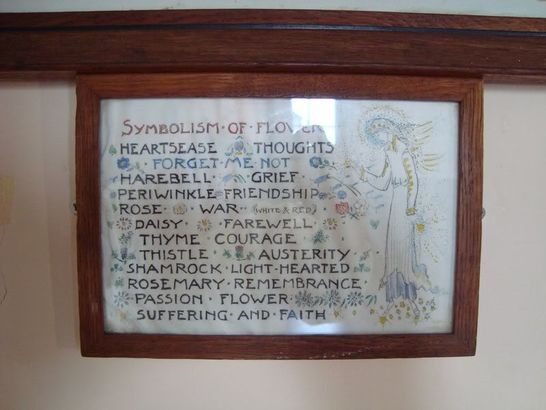 SYMBOLISM·OF·FLOWER
HEARTSEASE THOUGHTS
·FORGET·ME·NOT
HAREBELL·GRIEF·
PERIWINKLE·FRIENDSHIP
ROSE·WAR·(WHITE & RED)
·DAISY·FAREWELL
THYME COURAGE
THISTLE·AUSTERITY
SHAMROCK·LIGHT·HEARTED
ROSEMARY·REMEMBRANCE
·PASSION·FLOWER·
SUFFERING·AND·FAITH